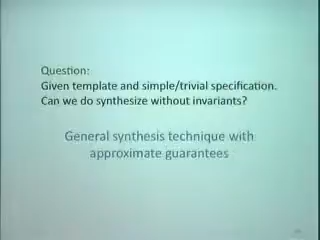 Question:
Given template and simple/trivial specification.
Can we do synthesize without invariants?
General synthesis technique with
approximate guarantees